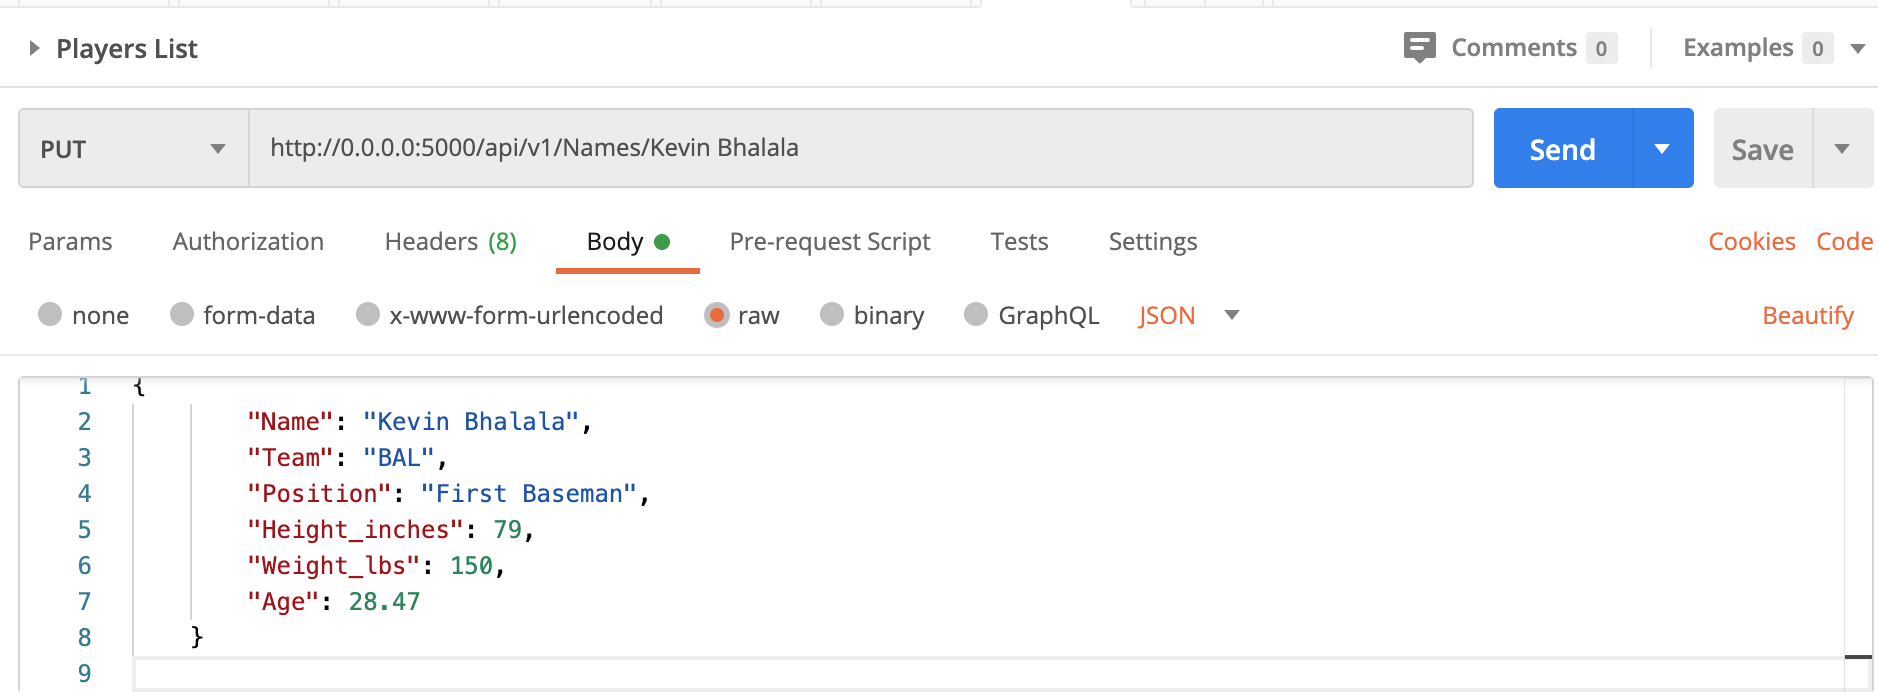 Players List
Comments 0
Examples 0
PUT
http://0.0.0.0:5000/api/v1/Names/Kevin Bhalala
Send
Save
Params Authorization Headers (8) Body Pre-request Script Tests Settings Cookies Code
none form-data x-www-form-urlencoded raw binary GraphQL JSON Beautify
1 {
2 "Name": "Kevin Bhalala",
3 "Team": "BAL",
4 "Position": "First Baseman",
5 "Height_inches": 79,
6 "Weight_lbs": 150,
7 "Age": 28.47
8 }
9